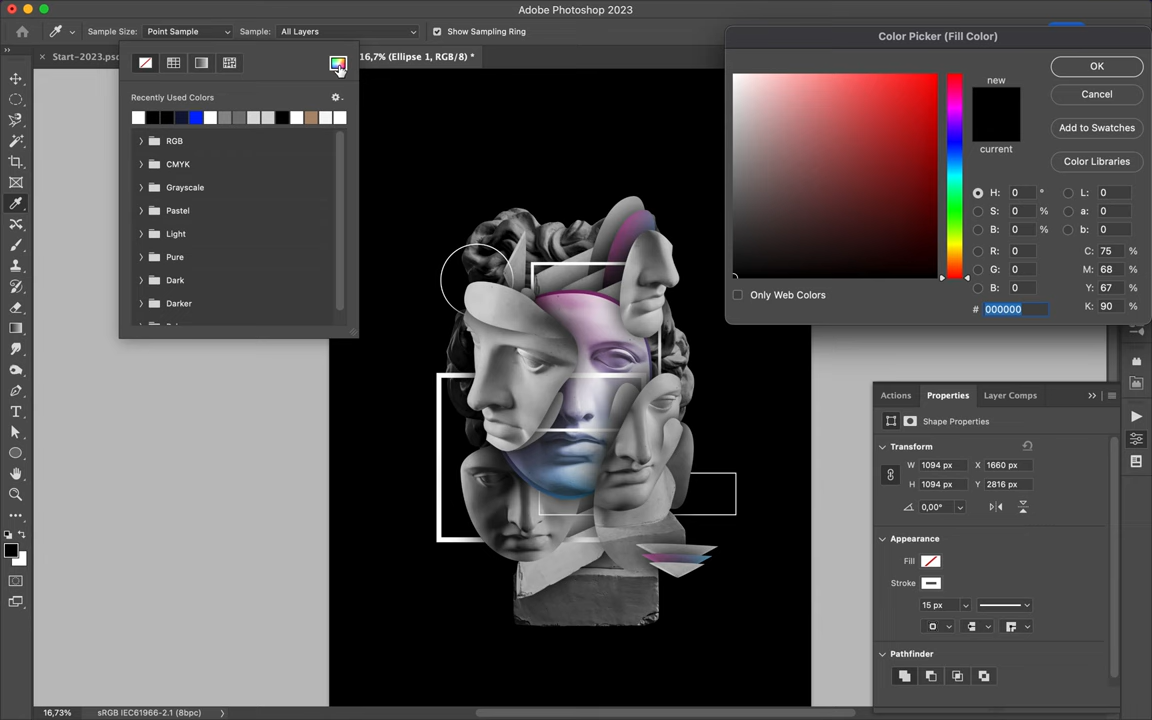 Adobe Photoshop 2023
Sample Size: Point Sample Sample: All Layers Show Sampling Ring
Start-2023.psd
16,7% (Ellipse 1, RGB/8) *
Recently Used Colors
RGB
CMYK
Grayscale
Pastel
Light
Pure
Dark
Darker
Color Picker (Fill Color)
new
current
OK
Cancel
Add to Swatches
Color Libraries
H: 0 ° L: 0
S: 0 % a: 0
B: 0 % b: 0
R: 0 C: 75 %
G: 0 M: 68 %
B: 0 Y: 67 %
# 000000 K: 90 %
Only Web Colors
Actions Properties Layer Comps
Shape Properties
Transform
W 1094 px X 1660 px
H 1094 px Y 2816 px
0,00°
Appearance
Fill
Stroke
15 px
Pathfinder
16,73% sRGB IEC61966-2.1 (8bpc)